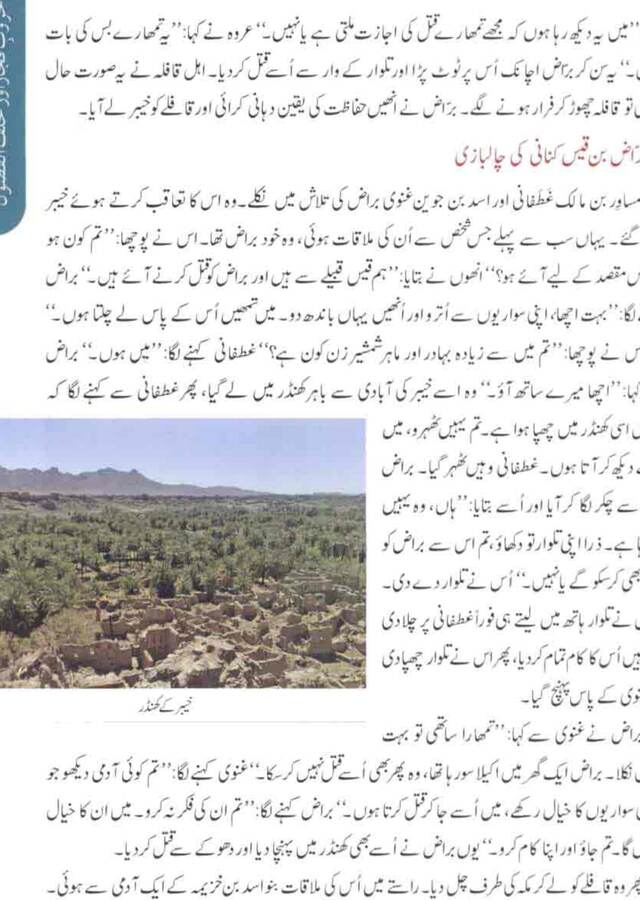 ’’میں یہ دیکھ رہا ہوں کہ مجھے تمھارے قتل کی اجازت ملتی ہے یا نہیں۔‘‘ عروہ نے کہا: ’’یہ تمھارے بس کی بات
یہ سن کر براض اچانک اُس پر ٹوٹ پڑا اور تلوار کے وار سے اُسے قتل کر دیا۔ اہل قافلہ نے یہ صورت حال
تو قافلہ چھوڑ کر فرار ہونے لگے۔ برّاض نے انھیں حفاظت کی یقین دہانی کرائی اور قافلے کو خیبر لے آیا۔
بن قیس کنانی کی چالبازی
مساور بن مالک غَطَفانی اور اسد بن جوین غنوی براض کی تلاش میں نکلے۔ وہ اس کا تعاقب کرتے ہوئے خیبر
گئے۔ یہاں سب سے پہلے جس شخص سے اُن کی ملاقات ہوئی، وہ خود براض تھا۔ اس نے پوچھا: ’’تم کون ہو
مقصد کے لیے آئے ہو؟‘‘ انھوں نے بتایا: ’’ہم قیس قبیلے سے ہیں اور براض کو قتل کرنے آئے ہیں۔‘‘ براض
لگا: ’’بہت اچھا، اپنی سواریوں سے اُترو اور اُنھیں یہاں باندھ دو۔ میں تمھیں اُس کے پاس لے چلتا ہوں۔‘‘
نے پوچھا: ’’تم میں سے زیادہ بہادر اور ماہر شمشیر زن کون ہے؟‘‘ غطفانی کہنے لگا: ’’میں ہوں۔‘‘ براض
کہا: ’’اچھا میرے ساتھ آؤ۔‘‘ وہ اسے خیبر کی آبادی سے باہر کھنڈر میں لے گیا، پھر غطفانی سے کہنے لگا کہ
اسی کھنڈر میں چھپا ہوا ہے۔ تم یہیں ٹھہرو، میں
دیکھ کر آتا ہوں۔ غطفانی وہیں ٹھہر گیا۔ براض
سے چکر لگا کر آیا اور اُسے بتایا: ’’ہاں، وہ یہیں
ہے۔ ذرا اپنی تلوار تو دکھاؤ، تم اس سے براض کو
بھی کر سکو گے یا نہیں۔‘‘ اُس نے تلوار دے دی۔
نے تلوار ہاتھ میں لیتے ہی فوراً غطفانی پر چلا دی
اُس کا کام تمام کر دیا، پھر اس نے تلوار چھپا دی
کے پاس پہنچ گیا۔
خیبر کے کھنڈر
براض نے غنوی سے کہا: ’’تمھارا ساتھی تو بہت
نکلا۔ براض ایک گھر میں اکیلا سو رہا تھا، وہ پھر بھی اُسے قتل نہیں کر سکا۔‘‘ غنوی کہنے لگا: ’’تم کوئی آدمی دیکھو جو
سواریوں کا خیال رکھے، میں اُسے جا کر قتل کرتا ہوں۔‘‘ براض کہنے لگا: ’’تم ان کی فکر نہ کرو۔ میں ان کا خیال
گا۔ تم جاؤ اور اپنا کام کرو۔‘‘ یوں براض نے اُسے بھی کھنڈر میں پہنچا دیا اور دھوکے سے قتل کر دیا۔
وہ قافلے کو لے کر مکہ کی طرف چل دیا۔ راستے میں اُس کی ملاقات بنو اسد بن خزیمہ کے ایک آدمی سے ہوئی۔